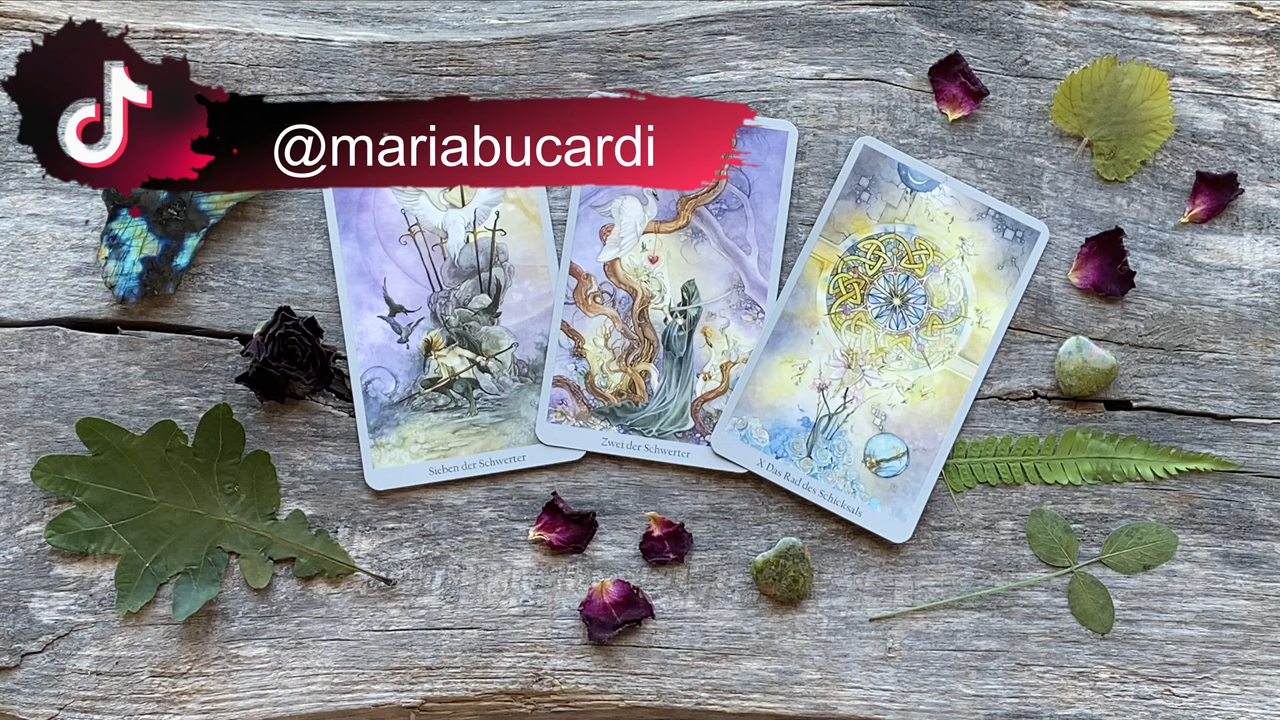 @mariabucardi
Sieben der Schwerter
Zwei der Schwerter
X Das Rad des Schicksals